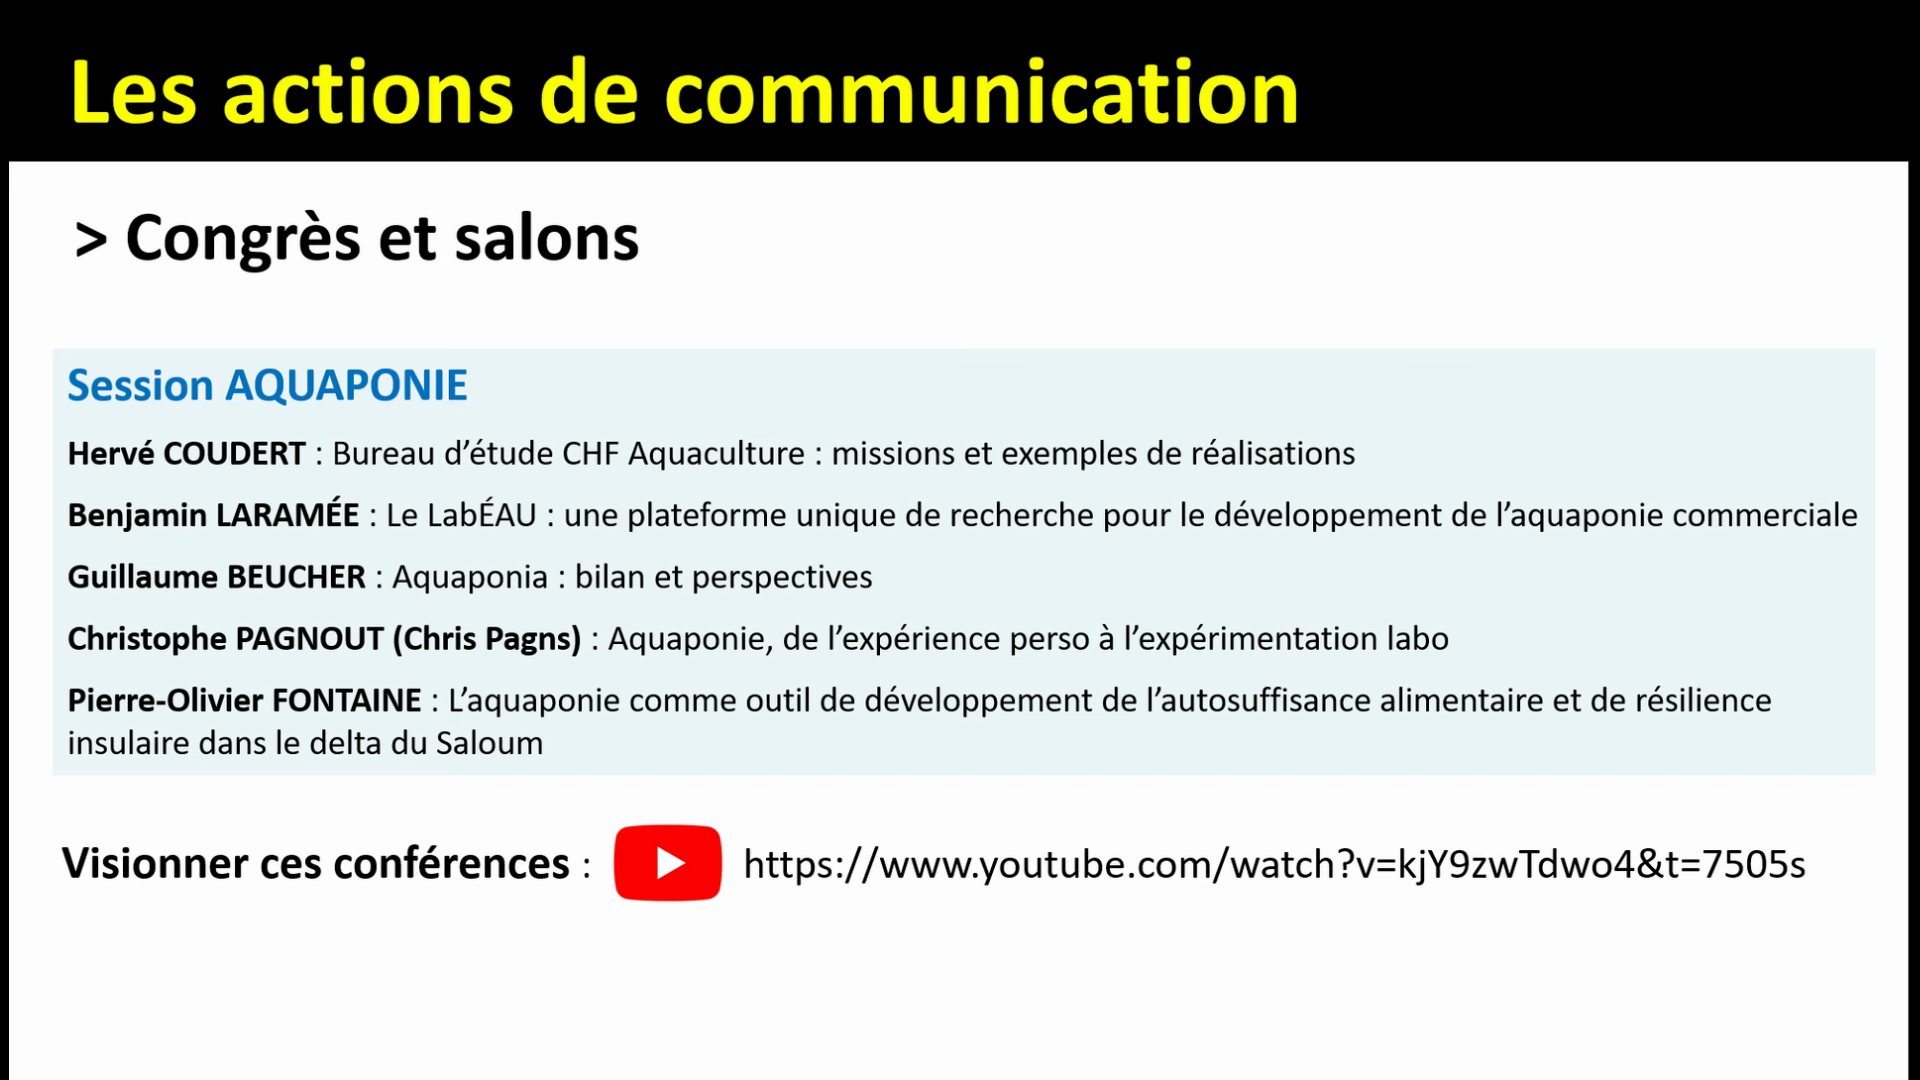 Les actions de communication
> Congrès et salons
Session AQUAPONIE
Hervé COUDERT : Bureau d’étude CHF Aquaculture : missions et exemples de réalisations
Benjamin LARAMÉE : Le LabÉAU : une plateforme unique de recherche pour le développement de l’aquaponie commerciale
Guillaume BEUCHER : Aquaponia : bilan et perspectives
Christophe PAGNOUT (Chris Pagns) : Aquaponie, de l’expérience perso à l’expérimentation labo
Pierre-Olivier FONTAINE : L’aquaponie comme outil de développement de l’autosuffisance alimentaire et de résilience
insulaire dans le delta du Saloum
Visionner ces conférences : https://www.youtube.com/watch?v=kjY9zwTdwo4&t=7505s